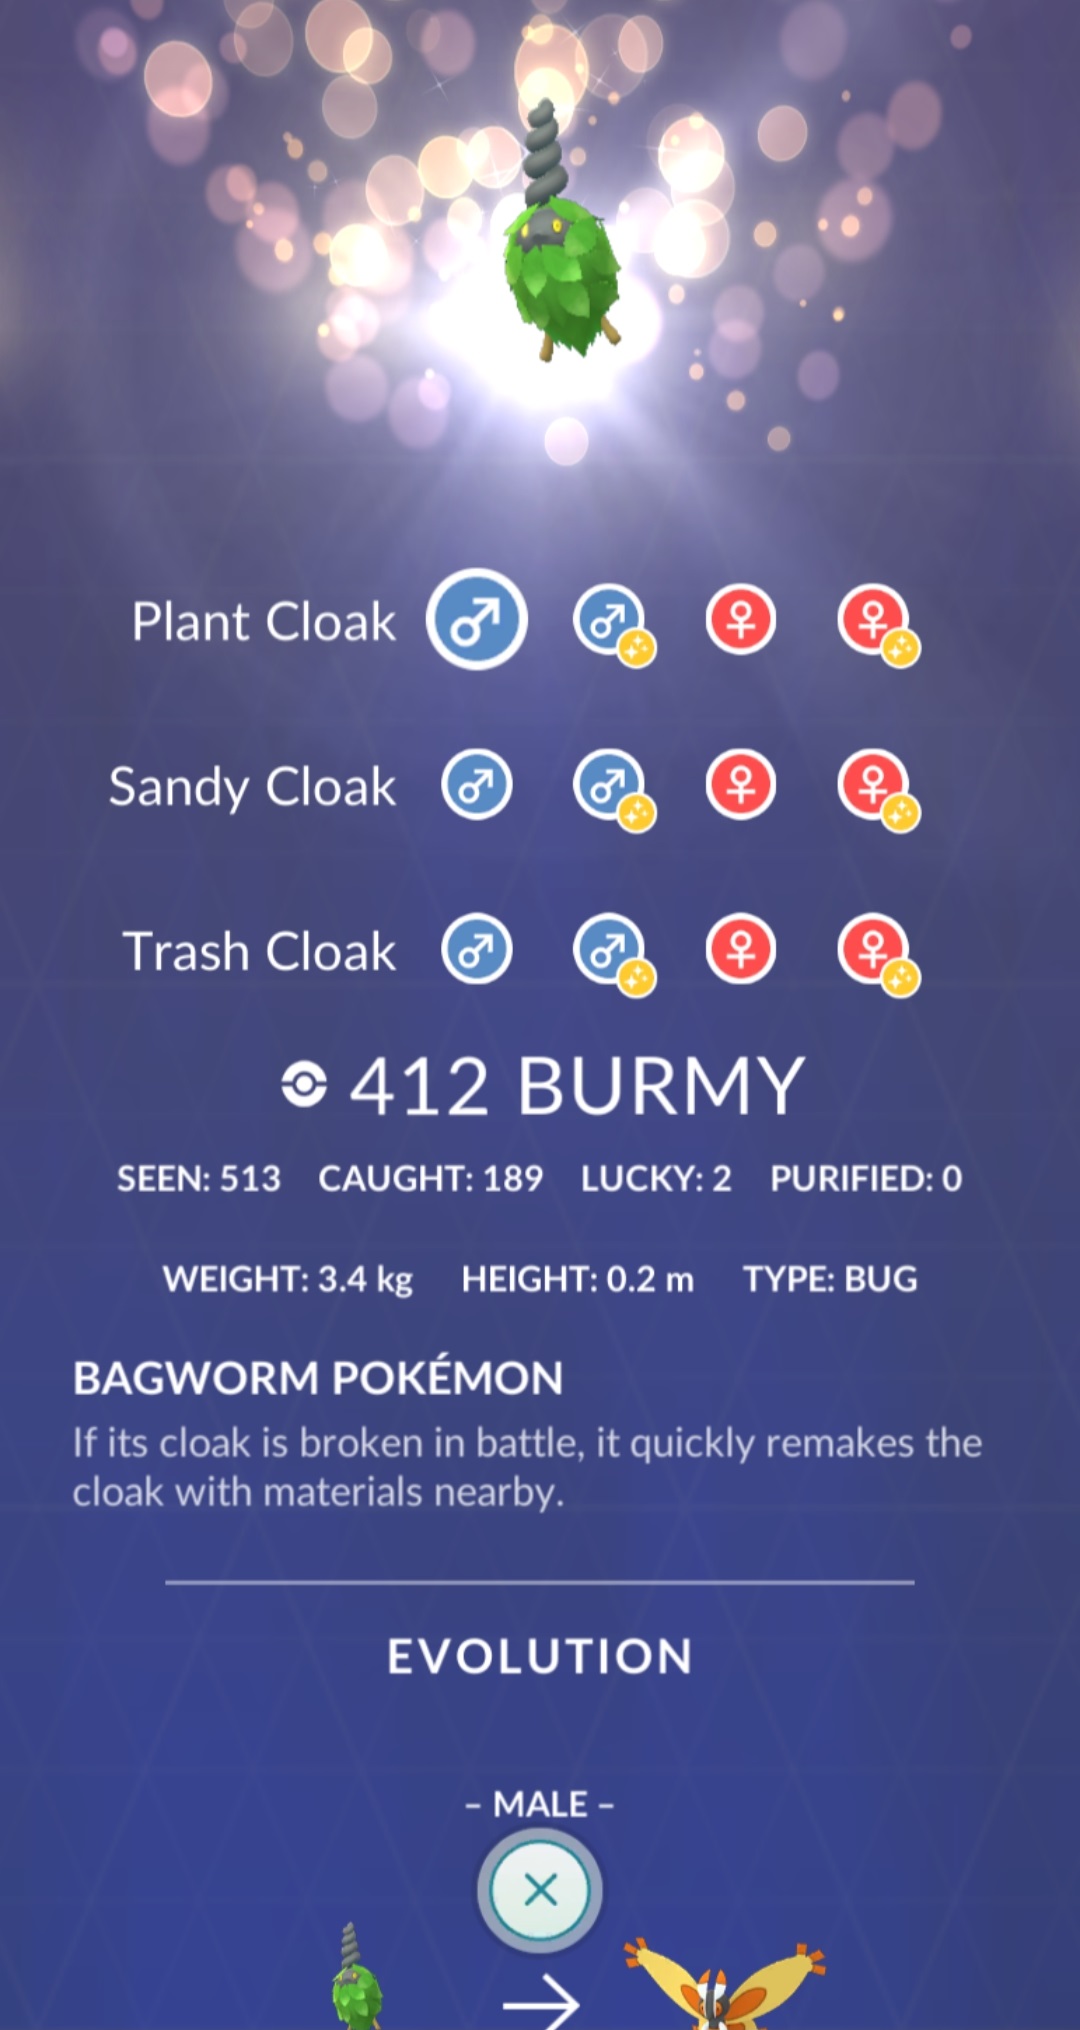 Plant Cloak
Sandy Cloak
Trash Cloak
412 BURMY
SEEN: 513 CAUGHT: 189 LUCKY: 2 PURIFIED: 0
WEIGHT: 3.4 kg HEIGHT: 0.2 m TYPE: BUG
BAGWORM POKÉMON
If its cloak is broken in battle, it quickly remakes the
cloak with materials nearby.
EVOLUTION
– MALE –